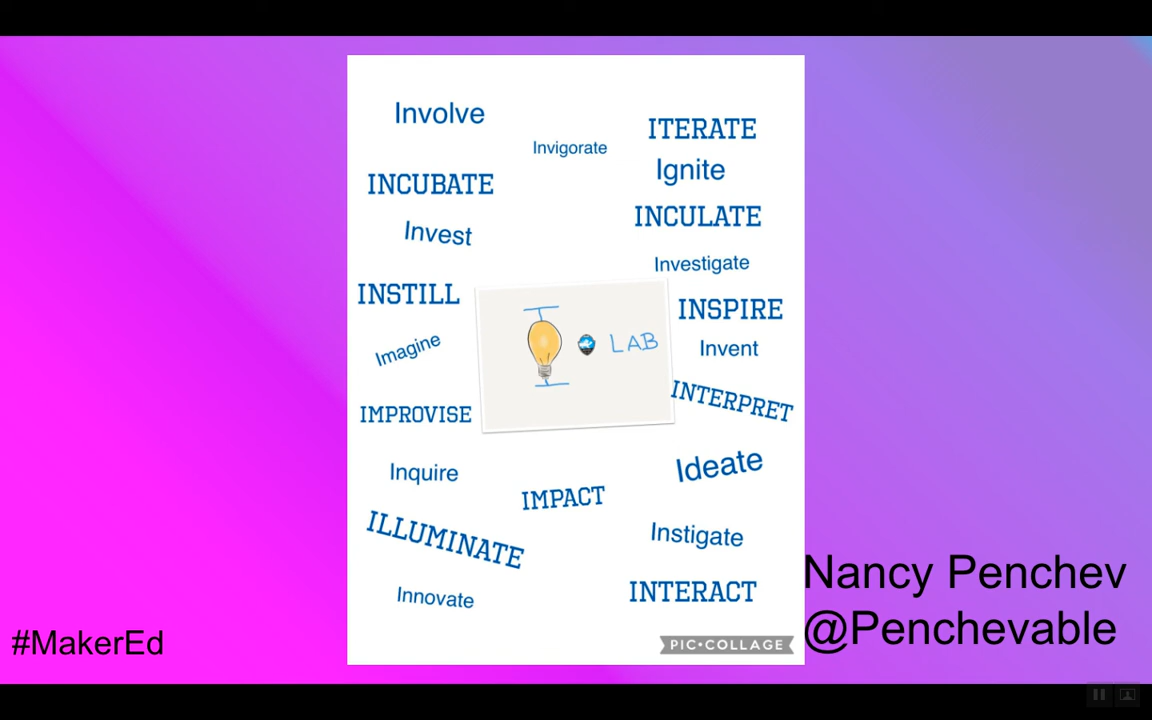 Involve
Invigorate
ITERATE
Ignite
INCUBATE
INCULATE
Invest
Investigate
INSTILL
INSPIRE
I LAB
Imagine
Invent
INTERPRET
IMPROVISE
Inquire
Ideate
IMPACT
ILLUMINATE
Instigate
Innovate
INTERACT
PIC•COLLAGE
Nancy Penchev
@Penchevable
#MakerEd